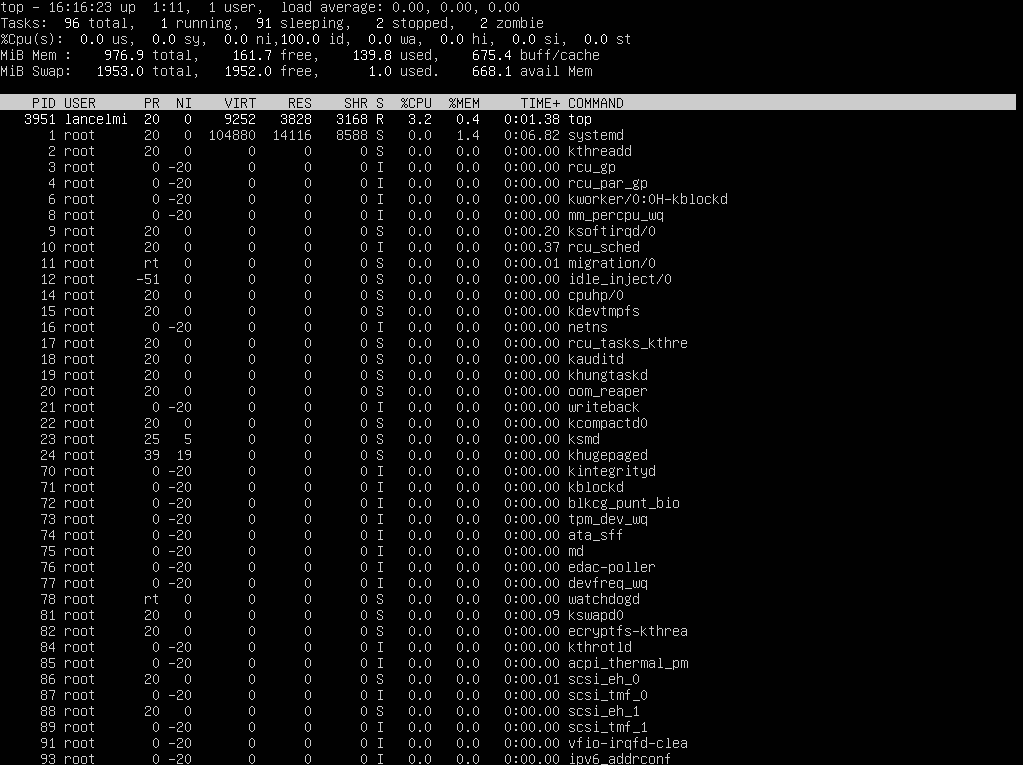 top - 16:16:23 up  1:11,  1 user,  load average: 0.00, 0.00, 0.00
Tasks:  96 total,   1 running,  91 sleeping,   2 stopped,   2 zombie
%Cpu(s):  0.0 us,  0.0 sy,  0.0 ni,100.0 id,  0.0 wa,  0.0 hi,  0.0 si,  0.0 st
MiB Mem :    976.9 total,    161.7 free,    139.8 used,    675.4 buff/cache
MiB Swap:   1953.0 total,   1952.0 free,      1.0 used.    668.1 avail Mem
PID USER      PR  NI    VIRT    RES    SHR S  %CPU  %MEM     TIME+ COMMAND
3951 lancelmi  20   0    9252   3828   3168 R   3.2   0.4   0:01.38 top
1 root      20   0  104880  14116   8588 S   0.0   1.4   0:06.82 systemd
2 root      20   0       0      0      0 S   0.0   0.0   0:00.00 kthreadd
3 root       0 -20       0      0      0 I   0.0   0.0   0:00.00 rcu_gp
4 root       0 -20       0      0      0 I   0.0   0.0   0:00.00 rcu_par_gp
6 root       0 -20       0      0      0 I   0.0   0.0   0:00.00 kworker/0:0H-kblockd
8 root       0 -20       0      0      0 I   0.0   0.0   0:00.00 mm_percpu_wq
9 root      20   0       0      0      0 S   0.0   0.0   0:00.20 ksoftirqd/0
10 root      20   0       0      0      0 I   0.0   0.0   0:00.37 rcu_sched
11 root      rt   0       0      0      0 S   0.0   0.0   0:00.01 migration/0
12 root     -51   0       0      0      0 S   0.0   0.0   0:00.00 idle_inject/0
14 root      20   0       0      0      0 S   0.0   0.0   0:00.00 cpuhp/0
15 root      20   0       0      0      0 S   0.0   0.0   0:00.00 kdevtmpfs
16 root       0 -20       0      0      0 I   0.0   0.0   0:00.00 netns
17 root      20   0       0      0      0 S   0.0   0.0   0:00.00 rcu_tasks_kthre
18 root      20   0       0      0      0 S   0.0   0.0   0:00.00 kauditd
19 root      20   0       0      0      0 S   0.0   0.0   0:00.00 khungtaskd
20 root      20   0       0      0      0 S   0.0   0.0   0:00.00 oom_reaper
21 root       0 -20       0      0      0 I   0.0   0.0   0:00.00 writeback
22 root      20   0       0      0      0 S   0.0   0.0   0:00.00 kcompactd0
23 root      25   5       0      0      0 S   0.0   0.0   0:00.00 ksmd
24 root      39  19       0      0      0 S   0.0   0.0   0:00.00 khugepaged
70 root       0 -20       0      0      0 I   0.0   0.0   0:00.00 kintegrityd
71 root       0 -20       0      0      0 I   0.0   0.0   0:00.00 kblockd
72 root       0 -20       0      0      0 I   0.0   0.0   0:00.00 blkcg_punt_bio
73 root       0 -20       0      0      0 I   0.0   0.0   0:00.00 tpm_dev_wq
74 root       0 -20       0      0      0 I   0.0   0.0   0:00.00 ata_sff
75 root       0 -20       0      0      0 I   0.0   0.0   0:00.00 md
76 root       0 -20       0      0      0 I   0.0   0.0   0:00.00 edac-poller
77 root       0 -20       0      0      0 I   0.0   0.0   0:00.00 devfreq_wq
78 root      rt   0       0      0      0 S   0.0   0.0   0:00.00 watchdogd
81 root      20   0       0      0      0 S   0.0   0.0   0:00.09 kswapd0
82 root      20   0       0      0      0 S   0.0   0.0   0:00.00 ecryptfs-kthrea
84 root       0 -20       0      0      0 I   0.0   0.0   0:00.00 kthrotld
85 root       0 -20       0      0      0 I   0.0   0.0   0:00.00 acpi_thermal_pm
86 root      20   0       0      0      0 S   0.0   0.0   0:00.01 scsi_eh_0
87 root       0 -20       0      0      0 I   0.0   0.0   0:00.00 scsi_tmf_0
88 root      20   0       0      0      0 S   0.0   0.0   0:00.00 scsi_eh_1
89 root       0 -20       0      0      0 I   0.0   0.0   0:00.00 scsi_tmf_1
91 root       0 -20       0      0      0 I   0.0   0.0   0:00.00 vfio-irqfd-clea
93 root       0 -20       0      0      0 I   0.0   0.0   0:00.00 ipv6_addrconf